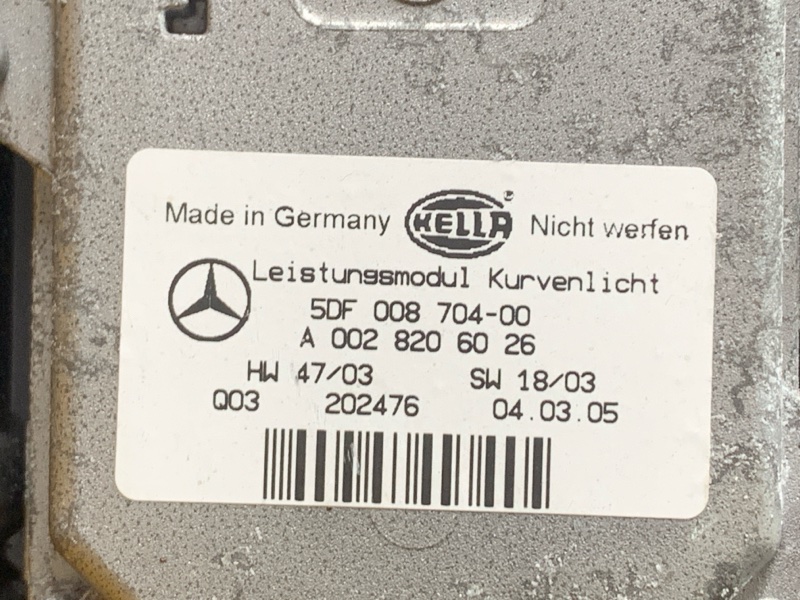 Made in Germany HELLA ® Nicht werfen
Leistungsmodul Kurvenlicht
5DF 008 704-00
A 002 820 60 26
HW 47/03 SW 18/03
Q03 202476 04.03.05